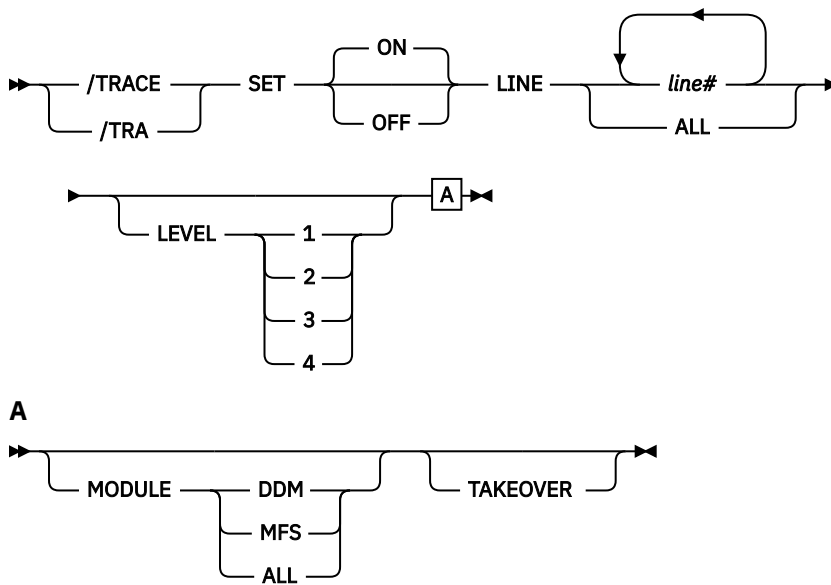 ON
/TRACE SET LINE line#
/TRA OFF ALL
A
LEVEL 1
2
3
4
A
MODULE DDM TAKEOVER
MFS
ALL